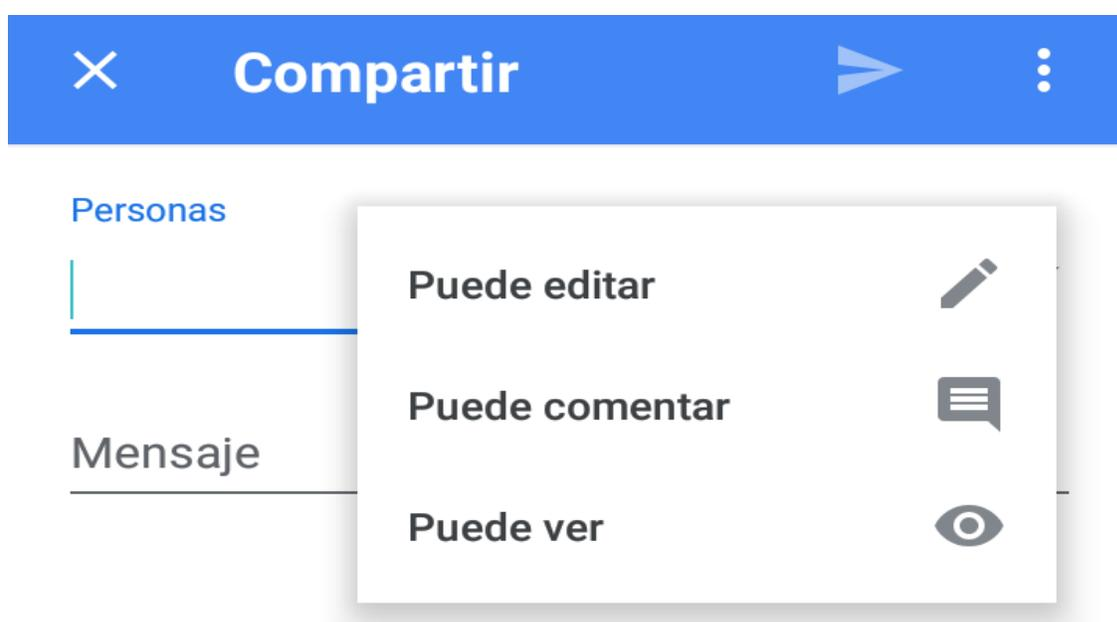 Compartir
Personas
Puede editar
Puede comentar
Mensaje
Puede ver